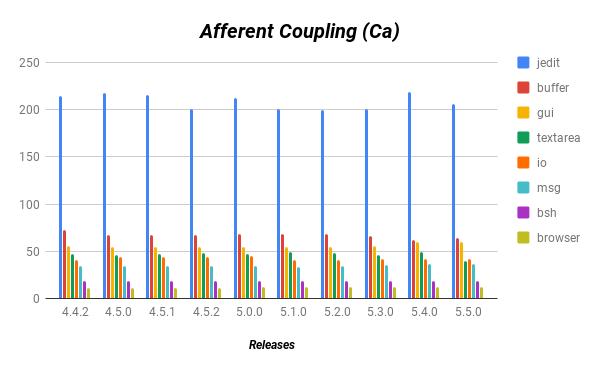 Afferent Coupling (Ca)
250
200
150
100
50
0
4.4.2 4.5.0 4.5.1 4.5.2 5.0.0 5.1.0 5.2.0 5.3.0 5.4.0 5.5.0
Releases
jedit
buffer
gui
textarea
io
msg
bsh
browser